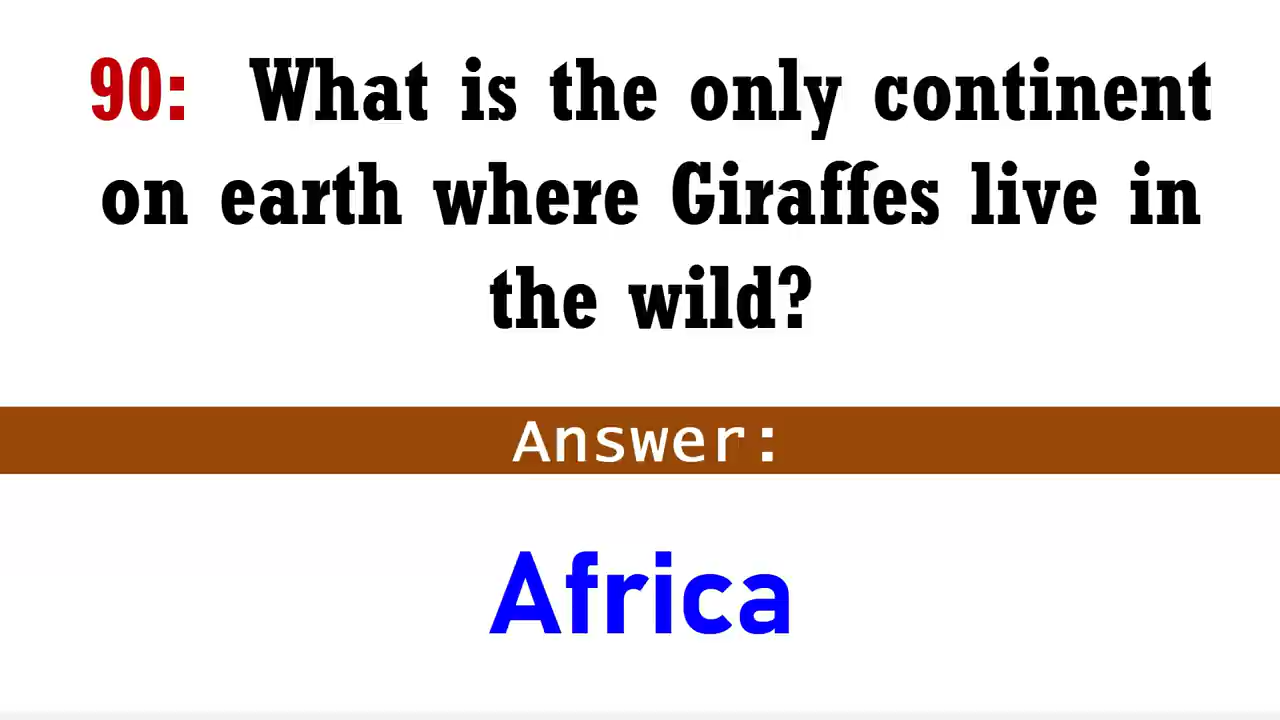 90: What is the only continent
on earth where Giraffes live in
the wild?
Answer:
Africa